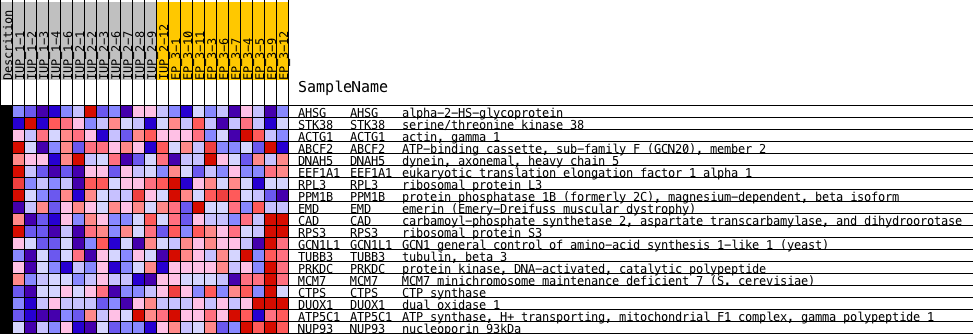 Descrition
IUP_1-1
IUP_1-2
IUP_1-3
IUP_1-4
IUP_1-6
IUP_2-1
IUP_2-2
IUP_2-3
IUP_2-6
IUP_2-7
IUP_2-8
IUP_2-9
IUP_2-12
EP_3-1
EP_3-10
EP_3-11
EP_3-3
EP_3-6
EP_3-7
EP_3-4
EP_3-5
EP_3-9
EP_3-12
SampleName
AHSG AHSG alpha-2-HS-glycoprotein
STK38 STK38 serine/threonine kinase 38
ACTG1 ACTG1 actin, gamma 1
ABCF2 ABCF2 ATP-binding cassette, sub-family F (GCN20), member 2
DNAH5 DNAH5 dynein, axonemal, heavy chain 5
EEF1A1 EEF1A1 eukaryotic translation elongation factor 1 alpha 1
RPL3 RPL3 ribosomal protein L3
PPM1B PPM1B protein phosphatase 1B (formerly 2C), magnesium-dependent, beta isoform
EMD EMD emerin (Emery-Dreifuss muscular dystrophy)
CAD CAD carbamoyl-phosphate synthetase 2, aspartate transcarbamylase, and dihydroorotase
RPS3 RPS3 ribosomal protein S3
GCN1L1 GCN1L1 GCN1 general control of amino-acid synthesis 1-like 1 (yeast)
TUBB3 TUBB3 tubulin, beta 3
PRKDC PRKDC protein kinase, DNA-activated, catalytic polypeptide
MCM7 MCM7 MCM7 minichromosome maintenance deficient 7 (S. cerevisiae)
CTPS CTPS CTP synthase
DUOX1 DUOX1 dual oxidase 1
ATP5C1 ATP5C1 ATP synthase, H+ transporting, mitochondrial F1 complex, gamma polypeptide 1
NUP93 NUP93 nucleoporin 93kDa